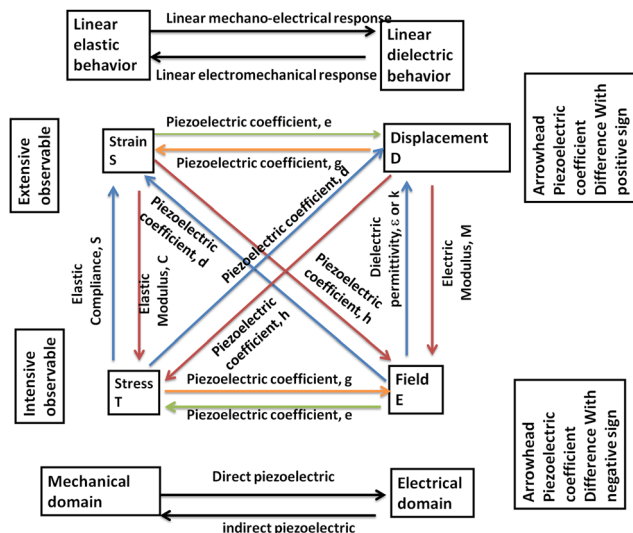 Linear
elastic
behavior
Linear mechano-electrical response
Linear electromechanical response
Linear
dielectric
behavior
Extensive
observable
Strain
S
Piezoelectric coefficient, e
Piezoelectric coefficient, g
Displacement
D
Arrowhead
Piezoelectric
coefficient
Difference With
positive sign
Elastic
Compliance, S
Elastic
Modulus, C
Piezoelectric
coefficient, d
Piezoelectric coefficient, d
Piezoelectric
coefficient, h
Piezoelectric
coefficient, h
Dielectric
permittivity, ε or k
Electric
Modulus, M
Intensive
observable
Stress
T
Piezoelectric coefficient, g
Piezoelectric coefficient, e
Field
E
Arrowhead
Piezoelectric
coefficient
Difference With
negative sign
Mechanical
domain
Direct piezoelectric
indirect piezoelectric
Electrical
domain